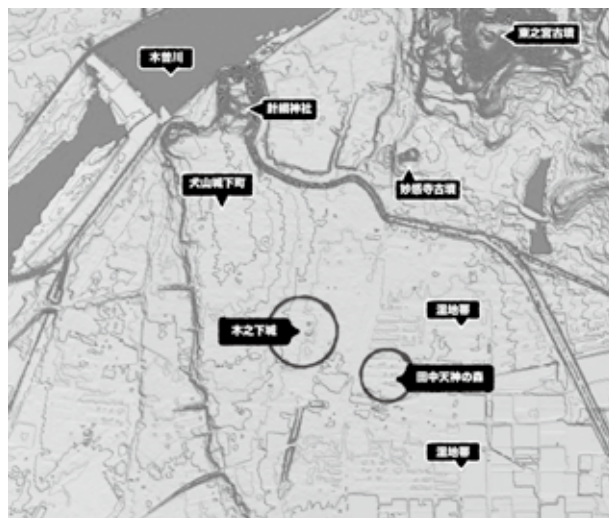 東之宮古墳
木曽川
針綱神社
妙感寺古墳
犬山城下町
湿地帯
木之下城
田中天神の森
湿地帯